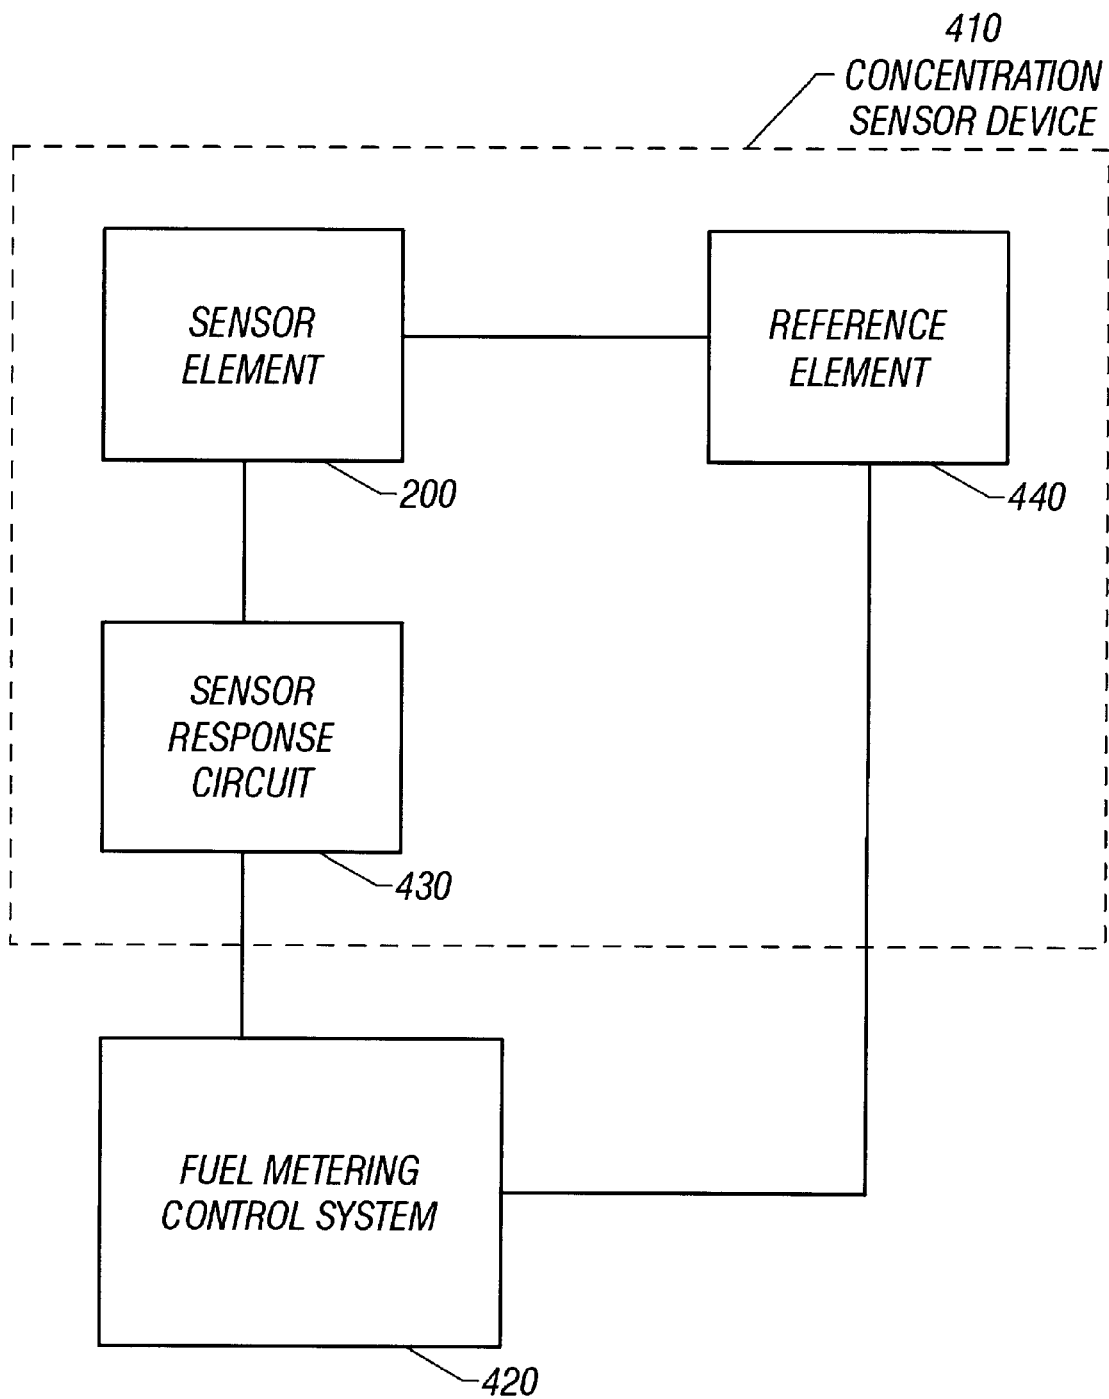 410
CONCENTRATION
SENSOR DEVICE
SENSOR
ELEMENT
200
REFERENCE
ELEMENT
440
SENSOR
RESPONSE
CIRCUIT
430
FUEL METERING
CONTROL SYSTEM
420